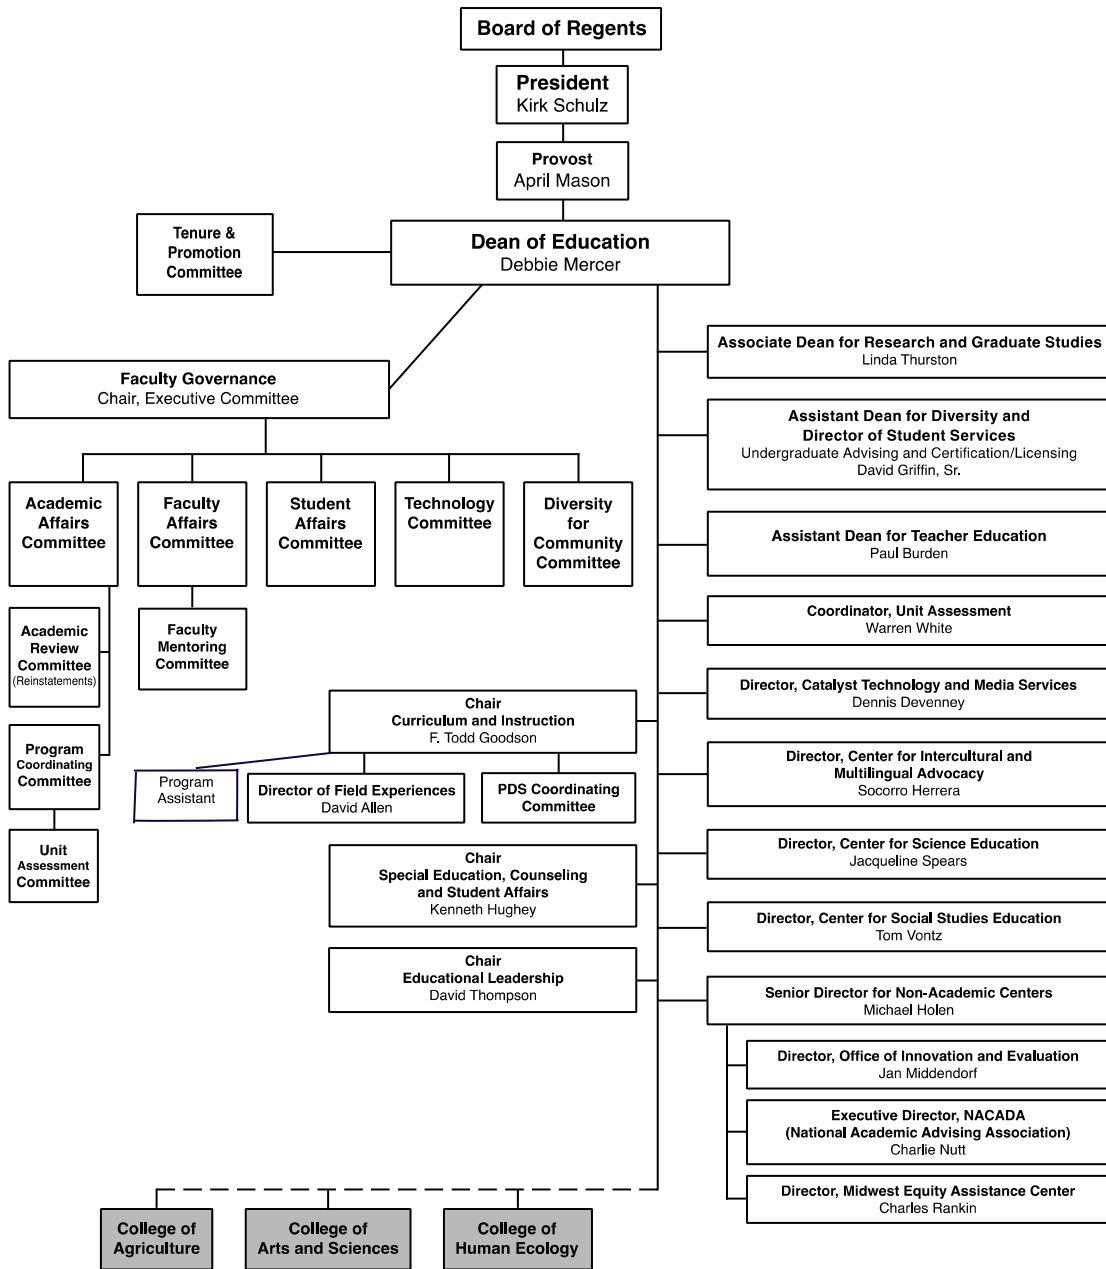 Board of Regents
President
Kirk Schulz
Provost
April Mason
Tenure &
Promotion
Committee
Dean of Education
Debbie Mercer
Faculty Governance
Chair, Executive Committee
Academic
Affairs
Committee
Faculty
Affairs
Committee
Student
Affairs
Committee
Technology
Committee
Diversity
for
Community
Committee
Academic
Review
Committee
(Reinstatements)
Faculty
Mentoring
Committee
Program
Coordinating
Committee
Unit
Assessment
Committee
Chair
Curriculum and Instruction
F. Todd Goodson
Program
Assistant
Director of Field Experiences
David Allen
PDS Coordinating
Committee
Chair
Special Education, Counseling
and Student Affairs
Kenneth Hughey
Chair
Educational Leadership
David Thompson
Associate Dean for Research and Graduate Studies
Linda Thurston
Assistant Dean for Diversity and
Director of Student Services
Undergraduate Advising and Certification/Licensing
David Griffin, Sr.
Assistant Dean for Teacher Education
Paul Burden
Coordinator, Unit Assessment
Warren White
Director, Catalyst Technology and Media Services
Dennis Devenney
Director, Center for Intercultural and
Multilingual Advocacy
Socorro Herrera
Director, Center for Science Education
Jacqueline Spears
Director, Center for Social Studies Education
Tom Vontz
Senior Director for Non-Academic Centers
Michael Holen
Director, Office of Innovation and Evaluation
Jan Middendorf
Executive Director, NACADA
(National Academic Advising Association)
Charlie Nutt
Director, Midwest Equity Assistance Center
Charles Rankin
College of
Agriculture
College of
Arts and Sciences
College of
Human Ecology